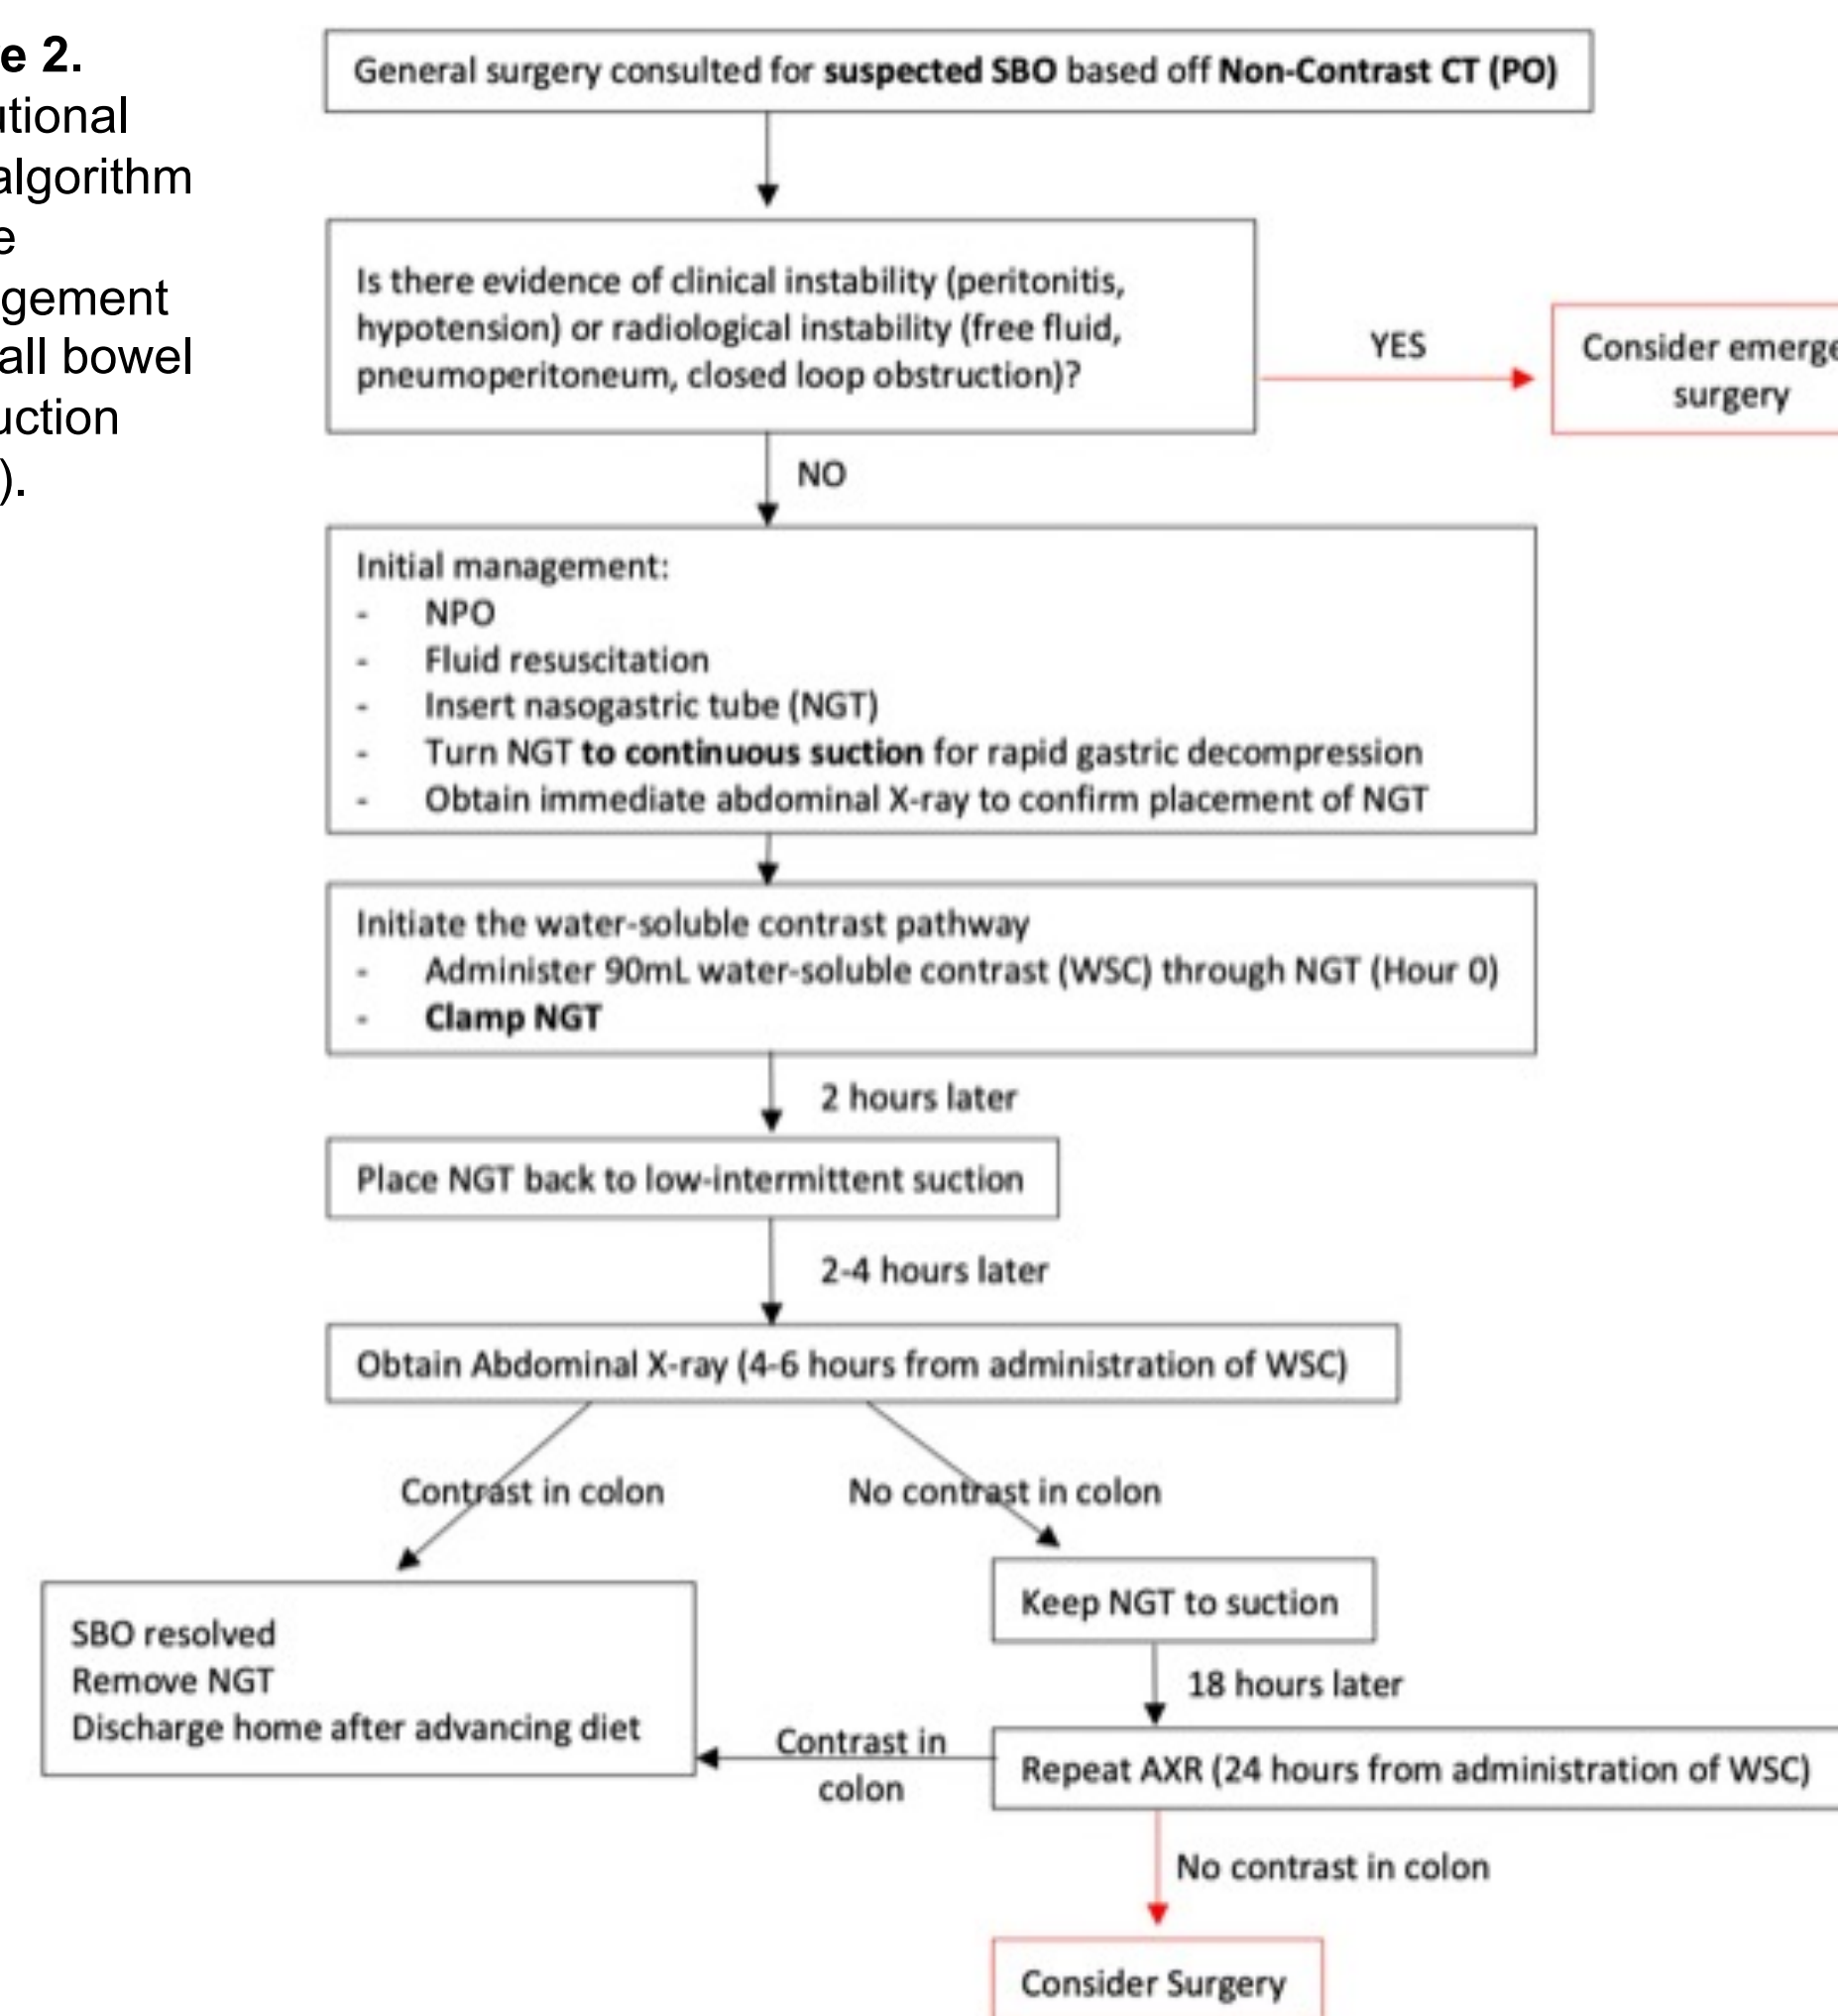 e 2.
utional
algorithm
e
gement
all bowel
uction
).
General surgery consulted for suspected SBO based off Non-Contrast CT (PO)
Is there evidence of clinical instability (peritonitis,
hypotension) or radiological instability (free fluid,
pneumoperitoneum, closed loop obstruction)?
YES
Consider emerge
surgery
NO
Initial management:
- NPO
- Fluid resuscitation
- Insert nasogastric tube (NGT)
- Turn NGT to continuous suction for rapid gastric decompression
- Obtain immediate abdominal X-ray to confirm placement of NGT
Initiate the water-soluble contrast pathway
- Administer 90mL water-soluble contrast (WSC) through NGT (Hour 0)
- Clamp NGT
2 hours later
Place NGT back to low-intermittent suction
2-4 hours later
Obtain Abdominal X-ray (4-6 hours from administration of WSC)
Contrast in colon
No contrast in colon
SBO resolved
Remove NGT
Discharge home after advancing diet
Keep NGT to suction
18 hours later
Contrast in
colon
Repeat AXR (24 hours from administration of WSC)
No contrast in colon
Consider Surgery